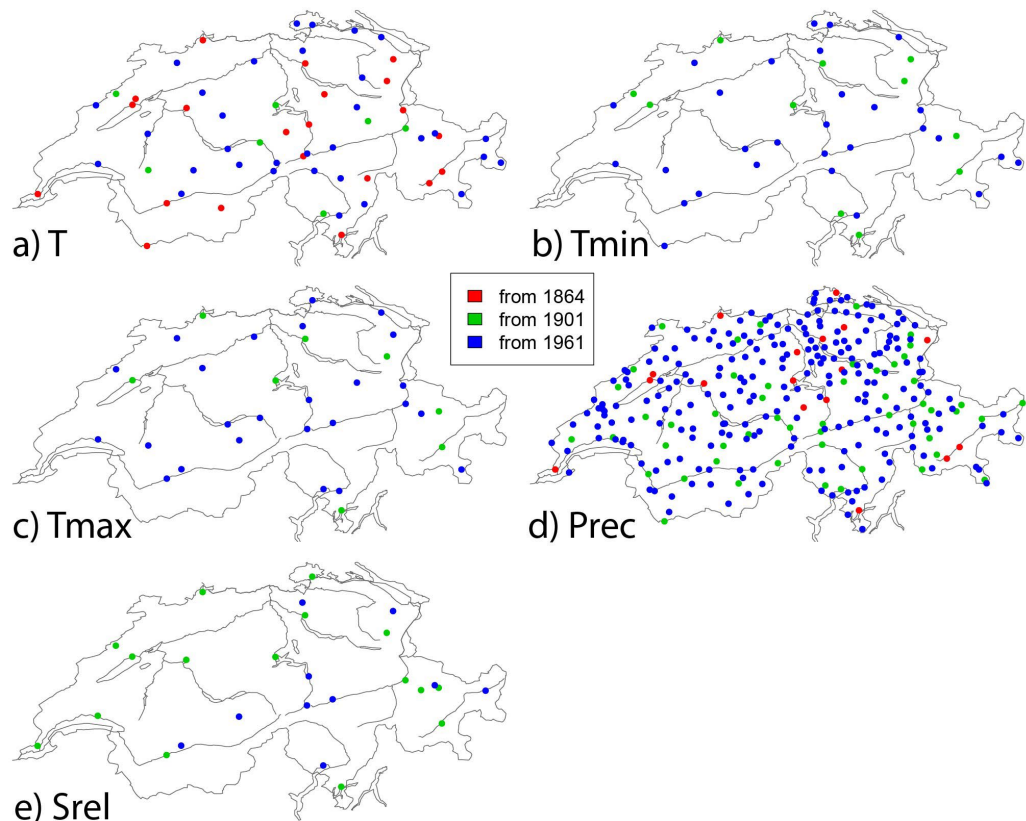 a) T
b) Tmin
from 1864
from 1901
from 1961
c) Tmax
d) Prec
e) Srel